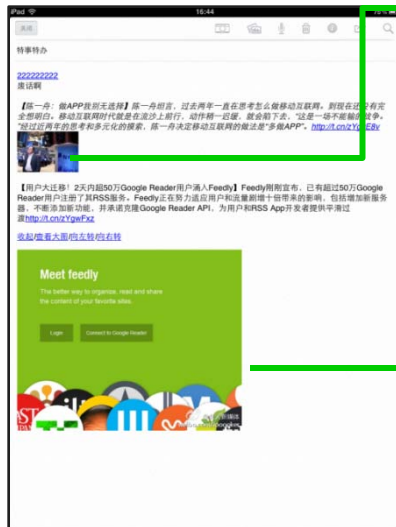 iPad
16:44
关闭
特事特办
222222222
废话啊
【陈一舟：做APP我别无选择】陈一舟坦言，过去两年一直在思考怎么做移动互联网，到现在还没有完
全想明白。移动互联网时代就是在流沙上前行，动作稍一迟缓，就会陷下去，“这是一场不能输的战争。
”经过近两年的思考和多元化的摸索，陈一舟决定移动互联网的做法是“多做APP”。
【用户大迁移！2天内超50万Google Reader用户涌入Feedly】Feedly刚刚宣布，已有超过50万Google
Reader用户注册了其RSS服务。Feedly正在努力适应用户和流量剧增十倍带来的影响，包括增加新服务
器、不断添加新功能，并承诺克隆Google Reader API，为用户和RSS App开发者提供平滑过
渡http://t.cn/zYgwFxz
收起/查看大图/向左转/向右转
Meet feedly
The better way to organize, read and share
the content of your favorite sites.
Login
Connect to Google Reader